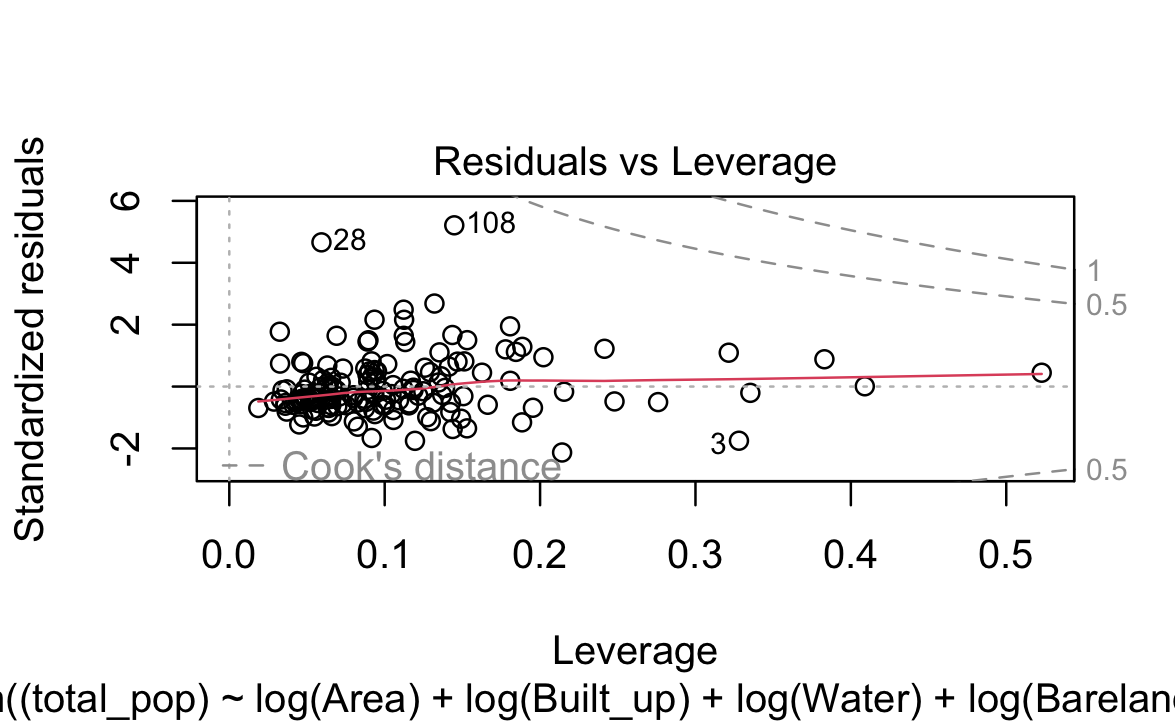 Residuals vs Leverage
Standardized residuals
6
4
2
-2
28
108
3
1
0.5
0.5
Cook's distance
0.0 0.1 0.2 0.3 0.4 0.5
Leverage
((total_pop) ~ log(Area) + log(Built_up) + log(Water) + log(Barelan